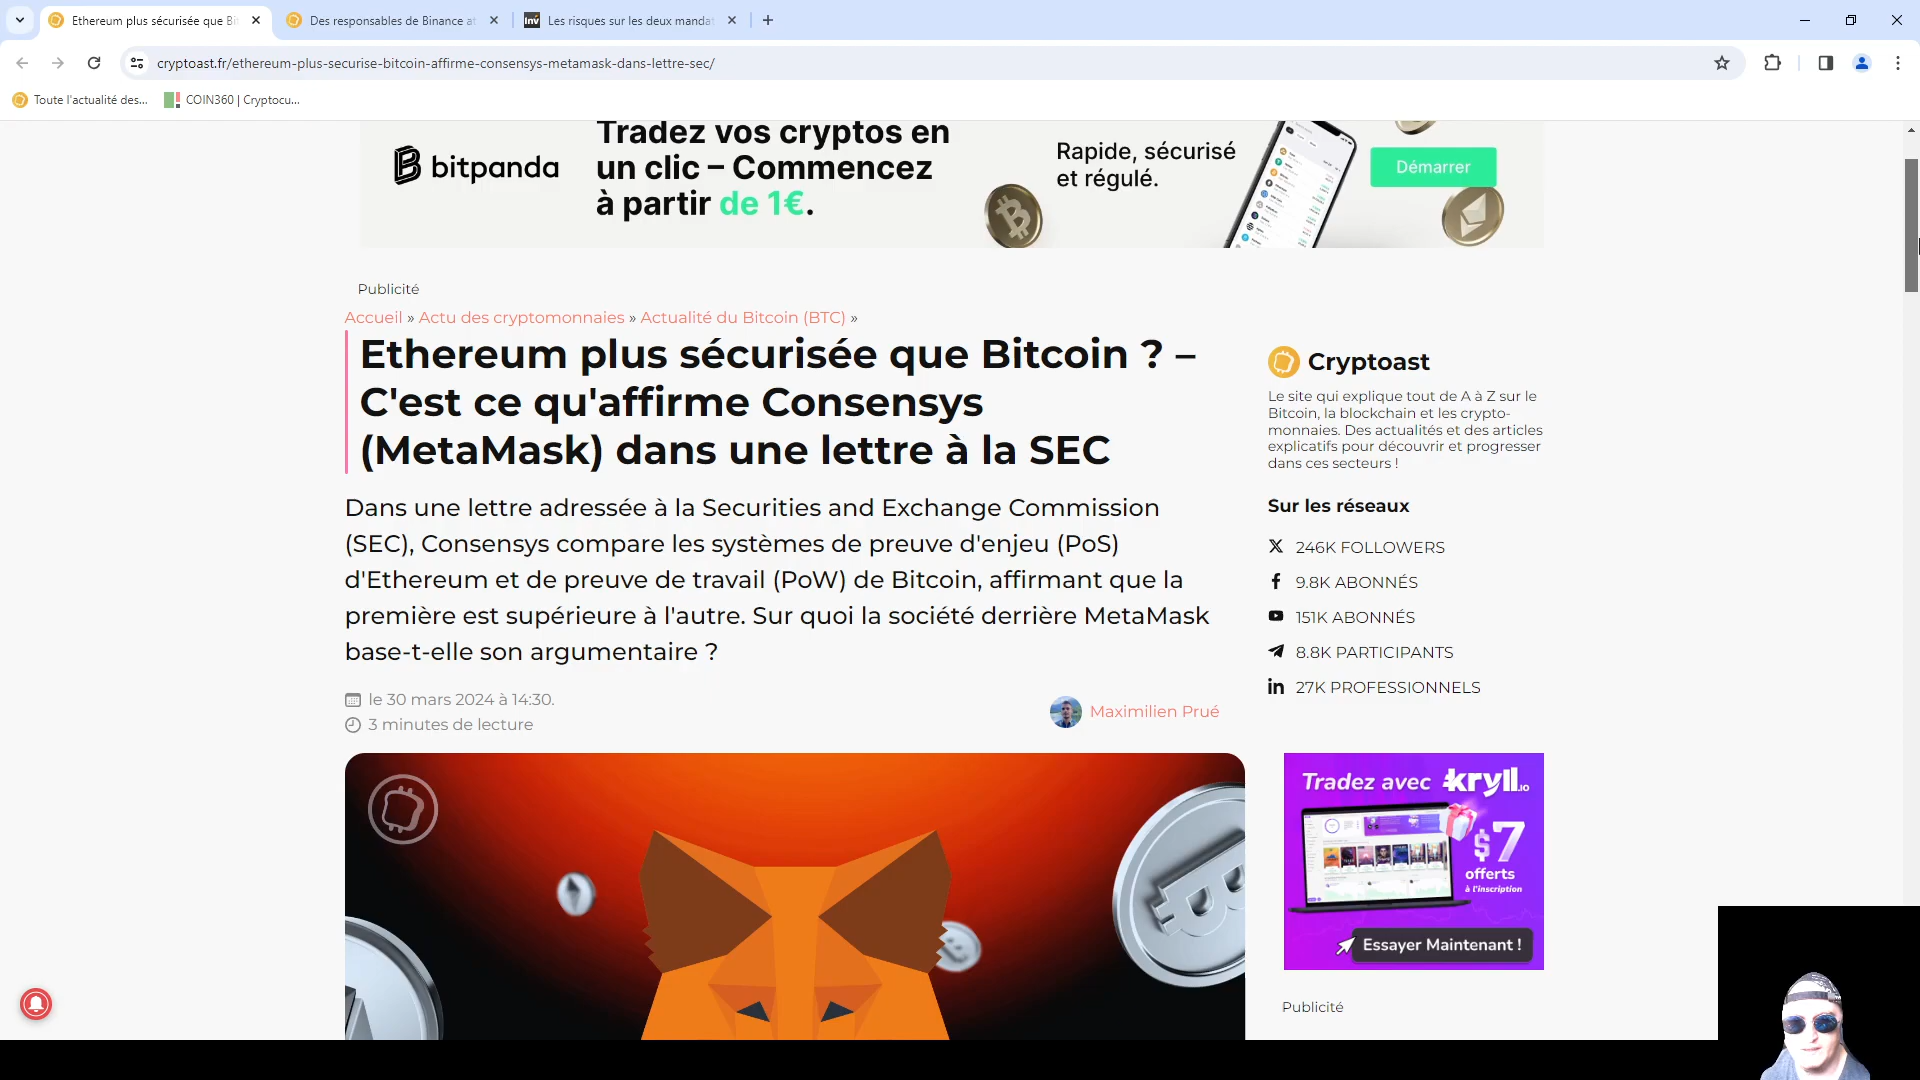 Ethereum plus sécurisée que Bi
Des responsables de Binance at
Inv
Les risques sur les deux mandat
cryptoast.fr/ethereum-plus-securise-bitcoin-affirme-consensys-metamask-dans-lettre-sec/
Toute l'actualité des...
COIN360 | Cryptocu...
bitpanda
Tradez vos cryptos en
un clic – Commencez
à partir de 1€.
Rapide, sécurisé
et régulé.
Démarrer
Publicité
Accueil » Actu des cryptomonnaies » Actualité du Bitcoin (BTC) »
Ethereum plus sécurisée que Bitcoin ? –
C'est ce qu'affirme Consensys
(MetaMask) dans une lettre à la SEC
Dans une lettre adressée à la Securities and Exchange Commission
(SEC), Consensys compare les systèmes de preuve d'enjeu (PoS)
d'Ethereum et de preuve de travail (PoW) de Bitcoin, affirmant que la
première est supérieure à l'autre. Sur quoi la société derrière MetaMask
base-t-elle son argumentaire ?
le 30 mars 2024 à 14:30.
3 minutes de lecture
Maximilien Prué
Cryptoast
Le site qui explique tout de A à Z sur le
Bitcoin, la blockchain et les crypto-
monnaies. Des actualités et des articles
explicatifs pour découvrir et progresser
dans ces secteurs !
Sur les réseaux
246K FOLLOWERS
9.8K ABONNÉS
151K ABONNÉS
8.8K PARTICIPANTS
27K PROFESSIONNELS
Tradez avec kryll.io
$7
offerts
à l'inscription
Essayer Maintenant !
Publicité